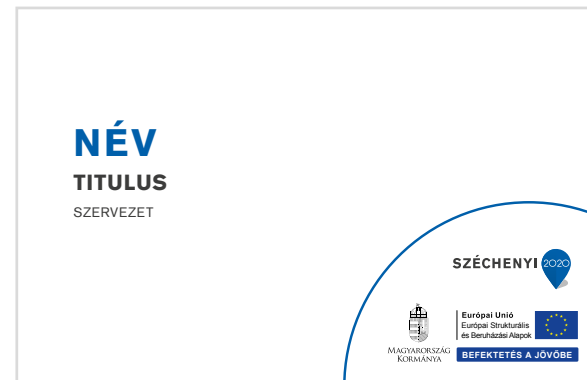 NÉV
TITULUS
SZERVEZET
SZÉCHENYI 2020
MAGYARORSZÁG
KORMÁNYA
Európai Unió
Európai Strukturális
és Beruházási Alapok
BEFEKTETÉS A JÖVŐBE